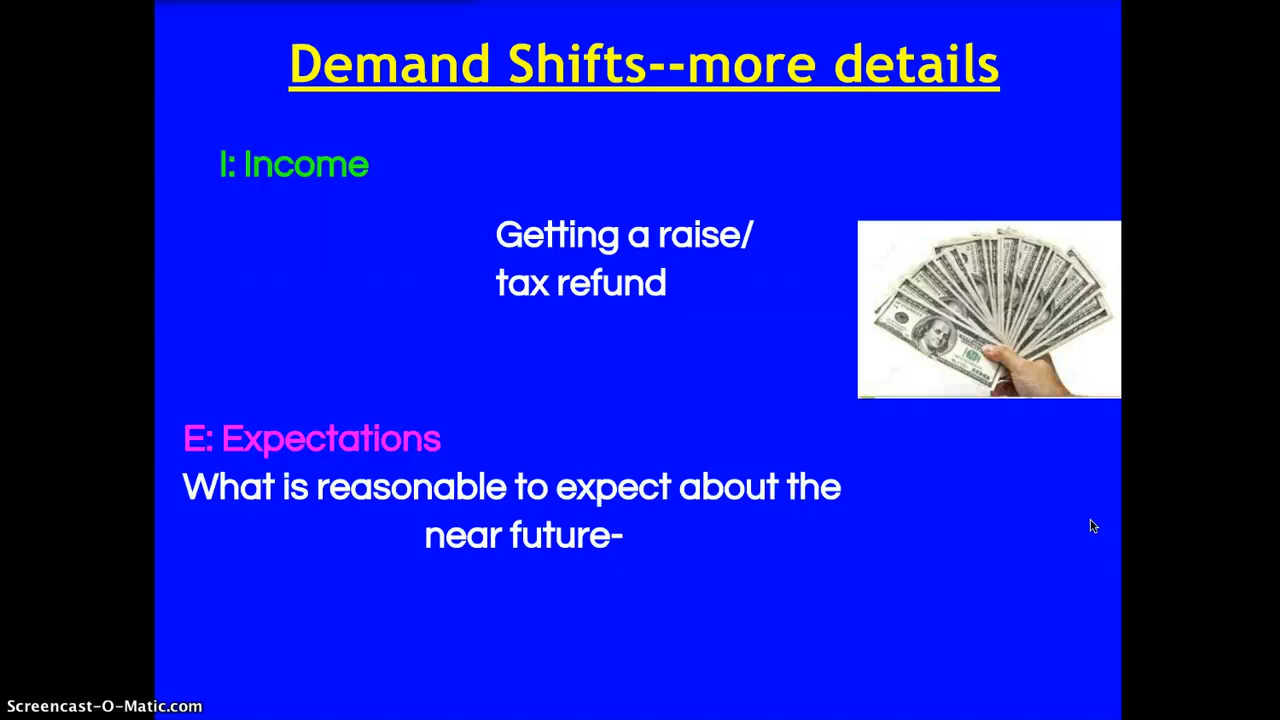 Demand Shifts--more details
I: Income
Getting a raise/
tax refund
E: Expectations
What is reasonable to expect about the
near future-
Screencast-O-Matic.com